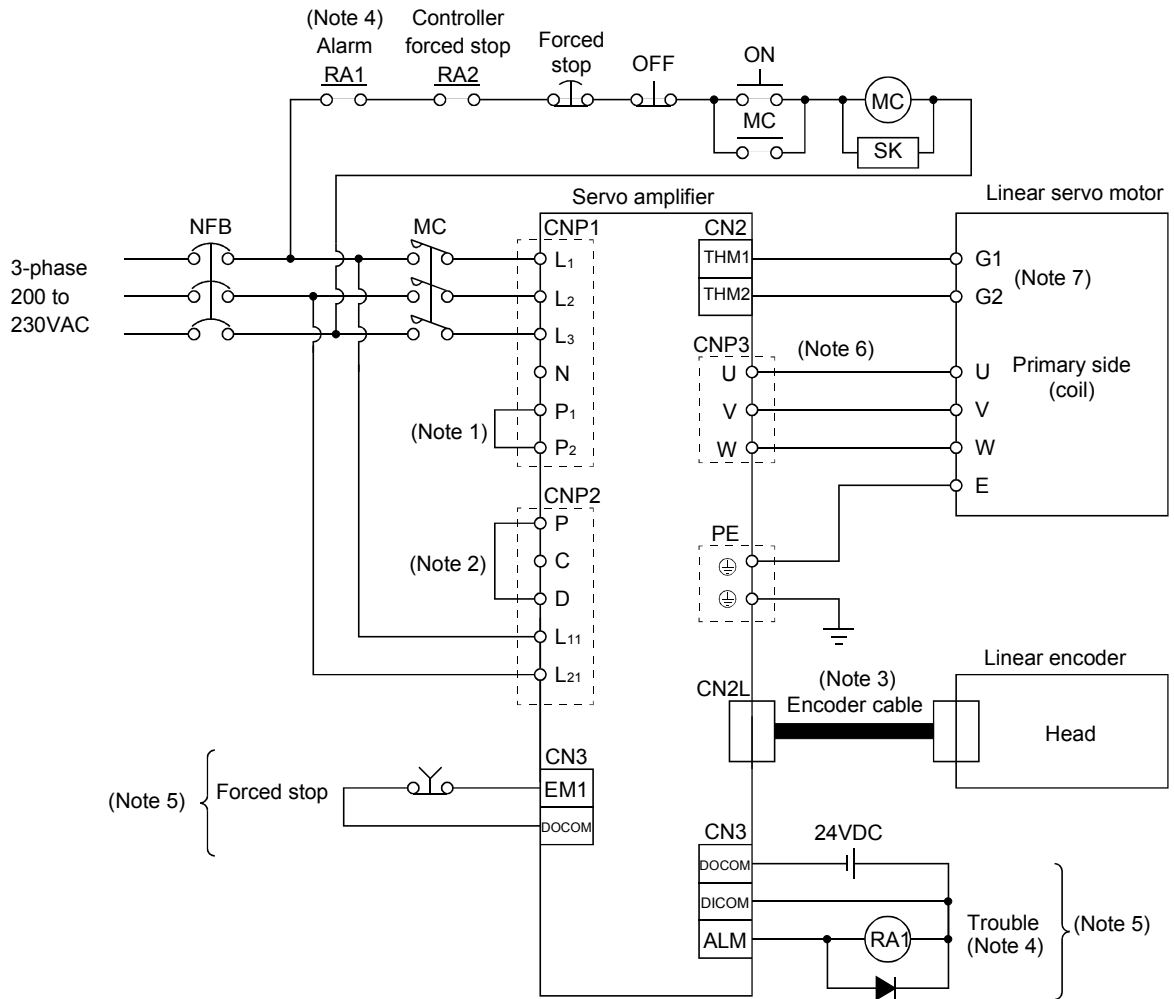 (Note 4)
Alarm
RA1
Controller
forced stop
RA2
Forced
stop
OFF
ON
MC
MC
SK
Servo amplifier
Linear servo motor
NFB
MC
3-phase
200 to
230VAC
CNP1
L1
L2
L3
N
P1
P2
(Note 1)
CNP2
P
C
D
L11
L21
(Note 2)
CN3
EM1
DOCOM
(Note 5)
Forced stop
CN2
THM1
THM2
CNP3
U
V
W
(Note 6)
PE
G1
G2
(Note 7)
U
V
W
E
Primary side
(coil)
CN2L
(Note 3)
Encoder cable
Linear encoder
Head
CN3
DOCOM
DICOM
ALM
24VDC
RA1
Trouble
(Note 4)
(Note 5)